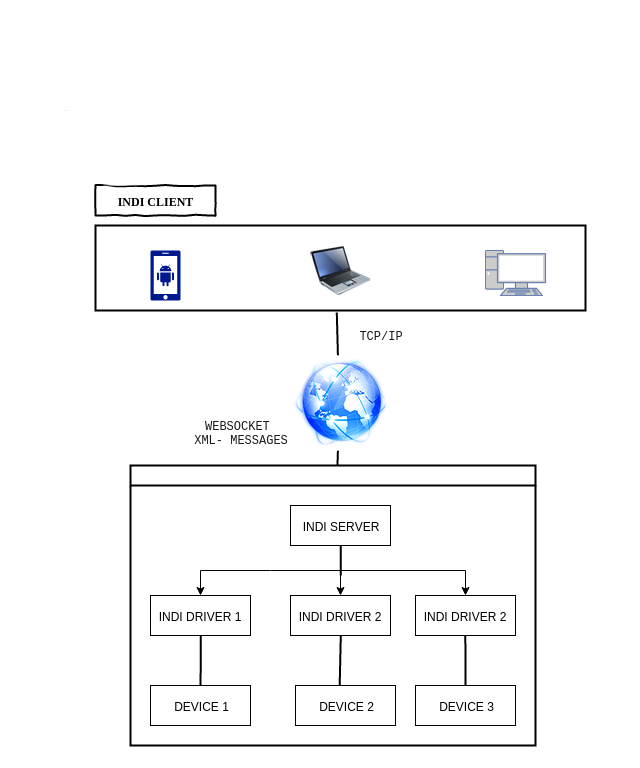 INDI CLIENT
TCP/IP
WEBSOCKET
XML- MESSAGES
INDI SERVER
INDI DRIVER 1
INDI DRIVER 2
INDI DRIVER 2
DEVICE 1
DEVICE 2
DEVICE 3